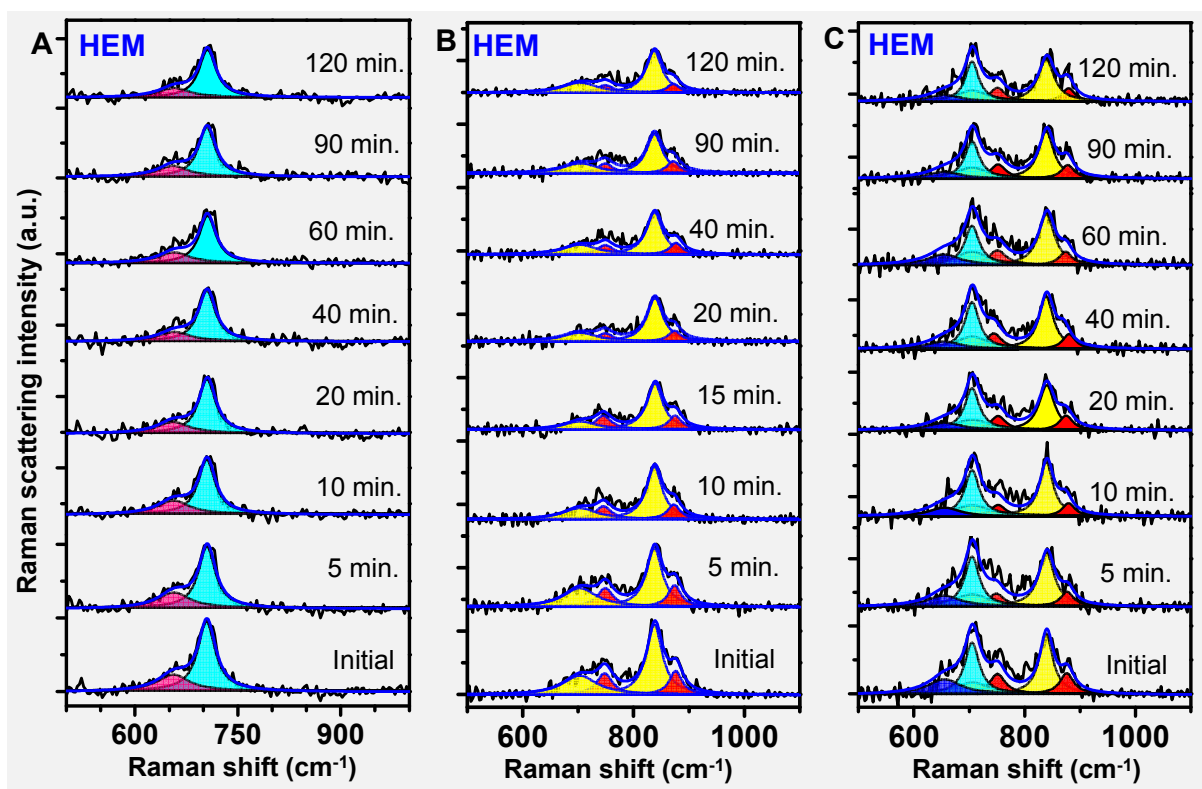 Raman scattering intensity (a.u.)
A
HEM
120 min.
90 min.
60 min.
40 min.
20 min.
10 min.
5 min.
Initial
600 750 900
Raman shift (cm-1)
B
HEM
120 min.
90 min.
40 min.
20 min.
15 min.
10 min.
5 min.
Initial
600 800 1000
Raman shift (cm-1)
C
HEM
120 min.
90 min.
60 min.
40 min.
20 min.
10 min.
5 min.
Initial
600 800 1000
Raman shift (cm-1)